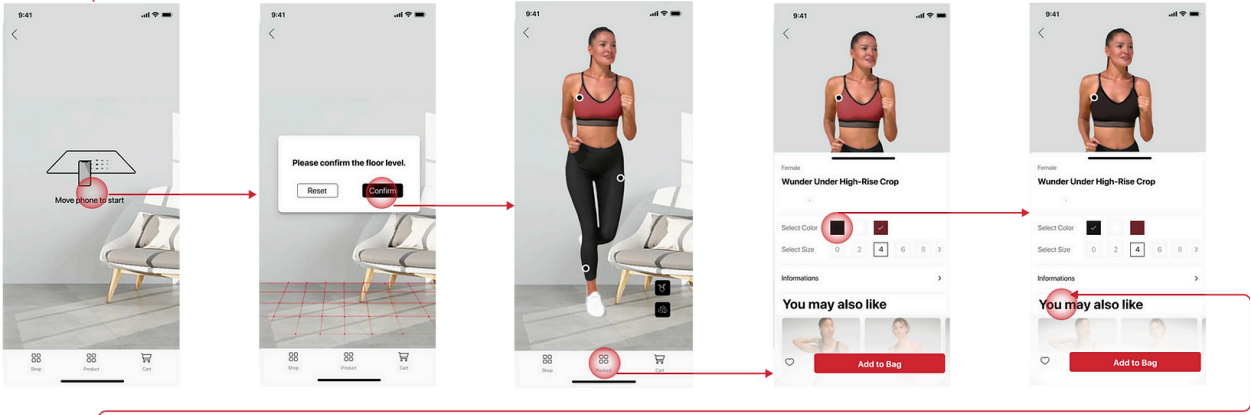 9:41
Move phone to start
Shop
Product
Cart
9:41
Please confirm the floor level.
Reset
Confirm
Shop
Product
Cart
9:41
Shop
Product
Cart
9:41
Female
Wunder Under High-Rise Crop
Select Color
Select Size 0 2 4 6 8
Informations
You may also like
Add to Bag
9:41
Female
Wunder Under High-Rise Crop
Select Color
Select Size 0 2 4 6 8
Informations
You may also like
Add to Bag